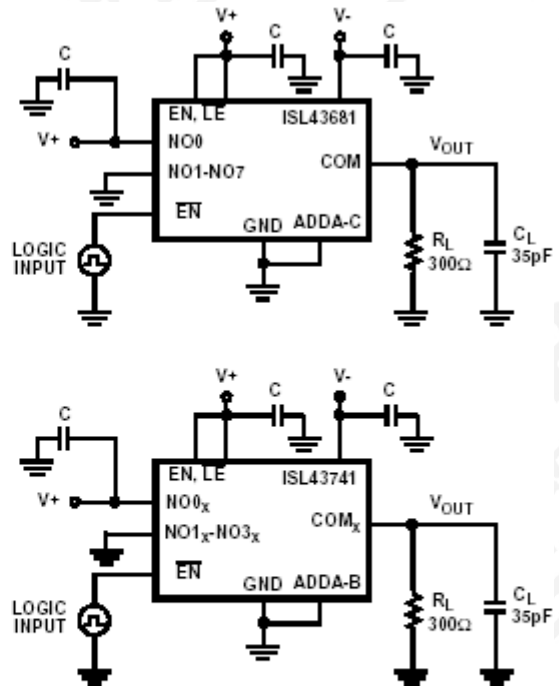 V+
V-
C
C
C
EN, LE
ISL43681
V+
NO0
COM
VOUT
NO1-NO7
EN
LOGIC
INPUT
GND
ADDA-C
RL
300Ω
CL
35pF
V+
V-
C
C
C
EN, LE
ISL43741
V+
NO0x
COMx
VOUT
NO1x-NO3x
EN
LOGIC
INPUT
GND
ADDA-B
RL
300Ω
CL
35pF